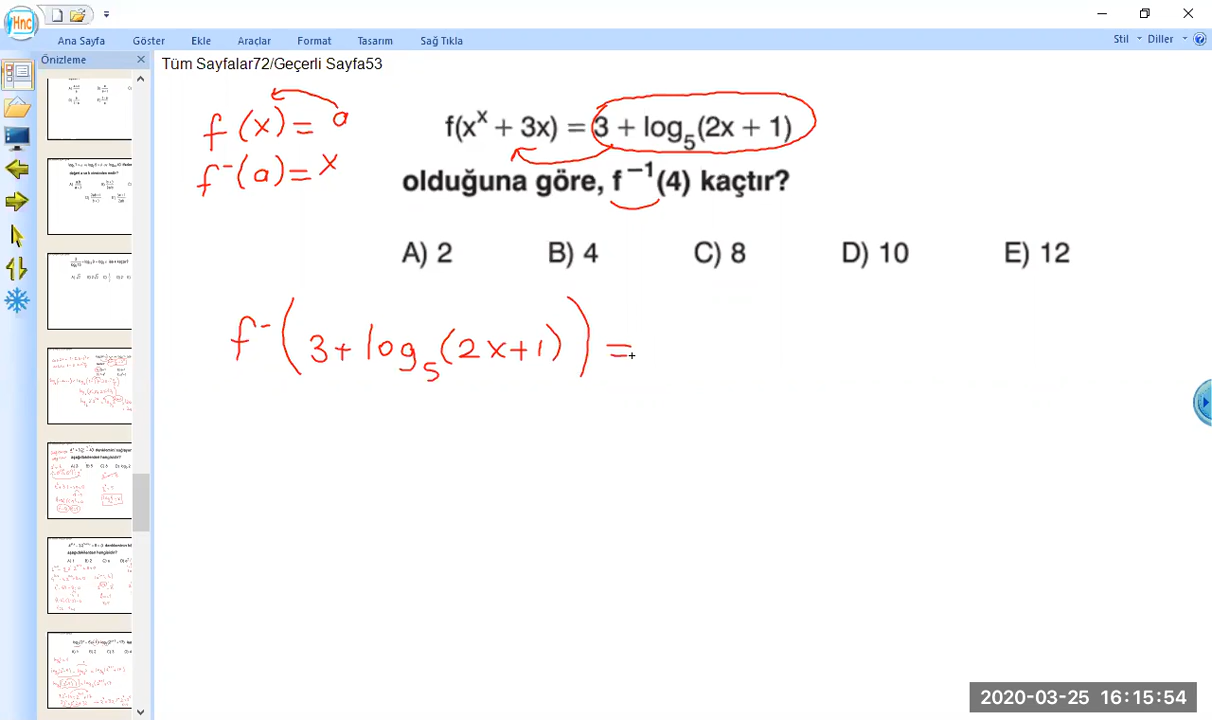 Hnc
Ana Sayfa Göster Ekle Araçlar Format Tasarım Sağ Tıkla Stil Diller
Önizleme
Tüm Sayfalar72/Geçerli Sayfa53
f(x) = a
f⁻(a) = x
f(xˣ + 3x) = 3 + log₅(2x + 1)
olduğuna göre, f⁻¹(4) kaçtır?
A) 2 B) 4 C) 8 D) 10 E) 12
f⁻(3+log₅(2x+1)) =
2020-03-25 16:15:54